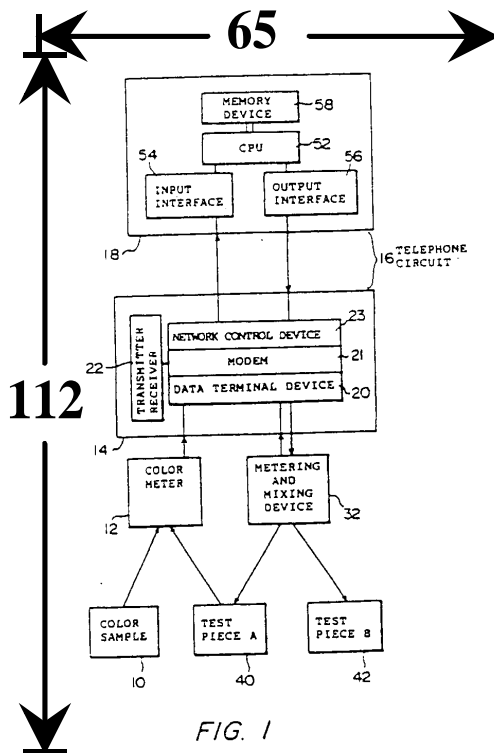 65
MEMORY
DEVICE
58
CPU
52
54
INPUT
INTERFACE
56
OUTPUT
INTERFACE
18
16 TELEPHONE
CIRCUIT
23
NETWORK CONTROL DEVICE
22
TRANSMITTER
RECEIVER
MODEM
21
DATA TERMINAL DEVICE
20
112
14
COLOR
METER
12
METERING
AND
MIXING
DEVICE
32
COLOR
SAMPLE
10
TEST
PIECE A
40
TEST
PIECE B
42
FIG. 1